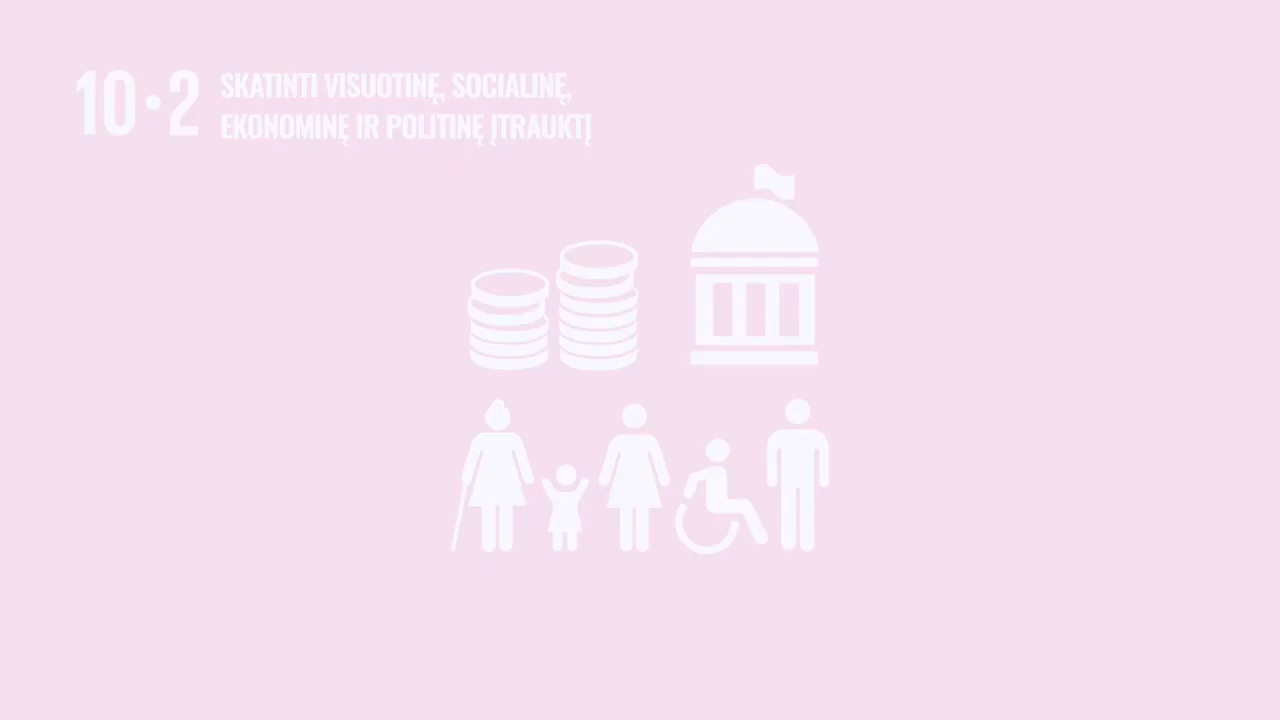 10·2
SKATINTI VISUOTINĘ, SOCIALINĘ,
EKONOMINĘ IR POLITINĘ ĮTRAUKTĮ